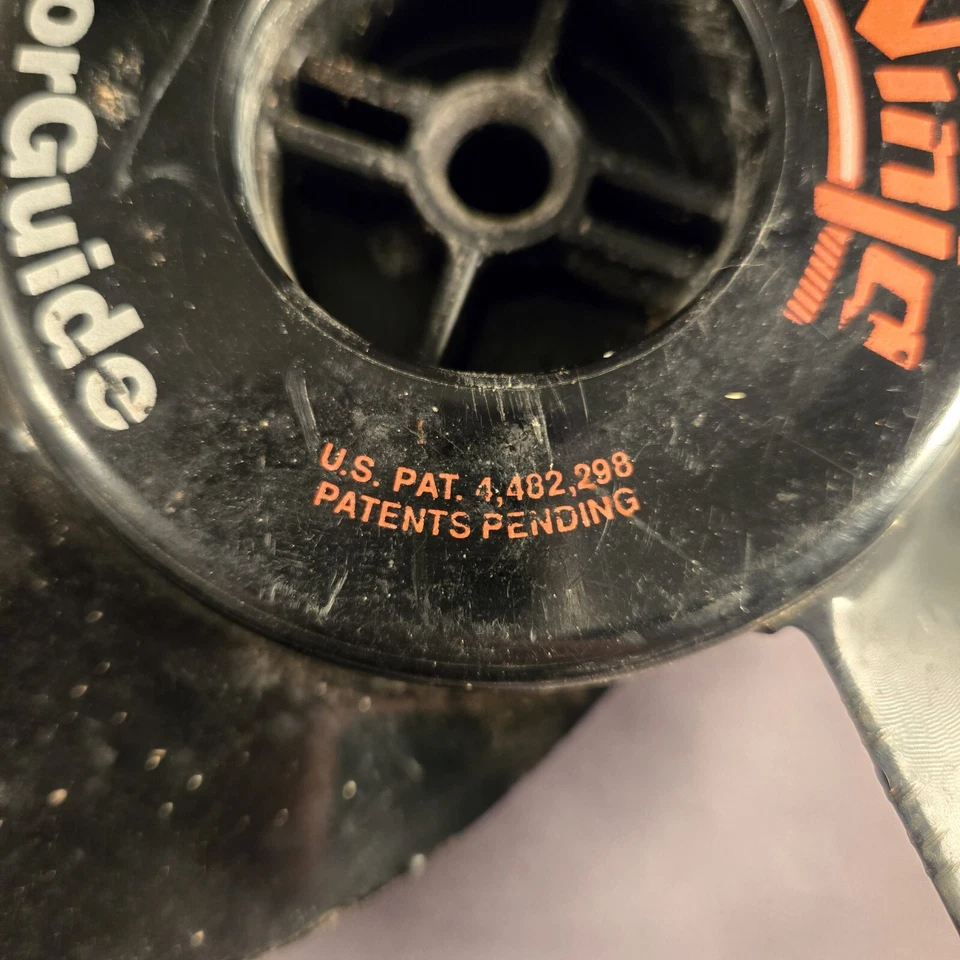 orGuide
U.S. PAT. 4,482,298
PATENTS PENDING